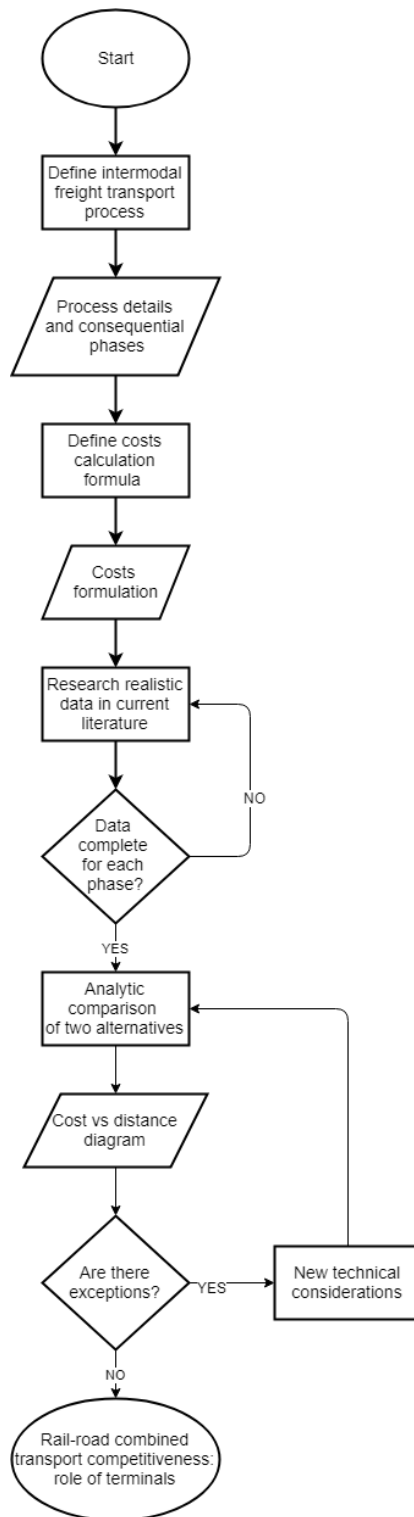 Start
Define intermodal
freight transport
process
Process details
and consequential
phases
Define costs
calculation
formula
Costs
formulation
Research realistic
data in current
literature
NO
Data
complete
for each
phase?
YES
Analytic
comparison
of two alternatives
Cost vs distance
diagram
Are there
exceptions?
YES
New technical
considerations
NO
Rail-road combined
transport competitiveness:
role of terminals